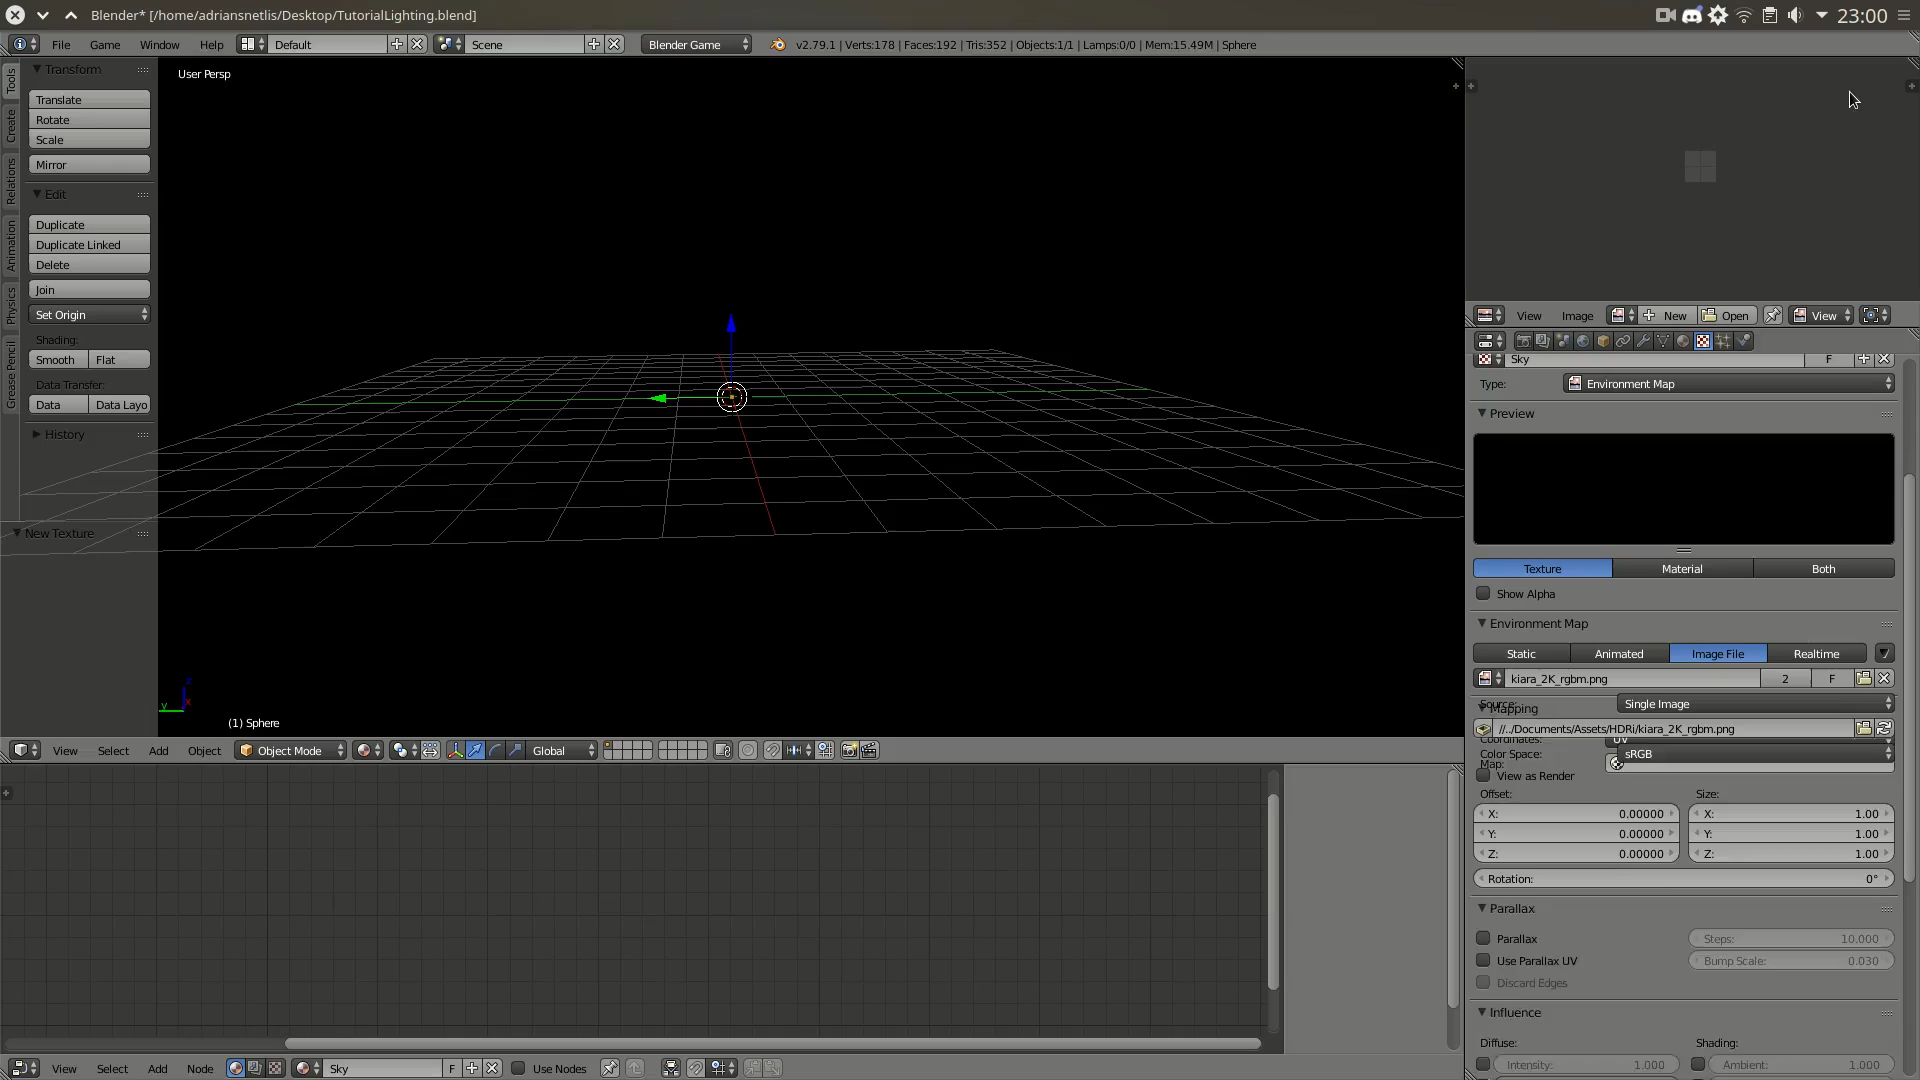 Blender* [/home/adriansnetlis/Desktop/TutorialLighting.blend]
23:00
File Game Window Help Default Scene Blender Game v2.79.1 | Verts:178 | Faces:192 | Tris:352 | Objects:1/1 | Lamps:0/0 | Mem:15.49M | Sphere
Tools
Create
Relations
Animation
Physics
Grease Pencil
Transform
Translate
Rotate
Scale
Mirror
Edit
Duplicate
Duplicate Linked
Delete
Join
Set Origin
Shading:
Smooth Flat
Data Transfer:
Data Data Layo
History
New Texture
User Persp
z
y x
(1) Sphere
View Select Add Object Object Mode Global
View Select Add Node Sky F Use Nodes
View Image New Open View
Sky F
Type: Environment Map
Preview
Texture Material Both
Show Alpha
Environment Map
Static Animated Image File Realtime
kiara_2K_rgbm.png 2 F
Source: Single Image
Mapping
//../Documents/Assets/HDRi/kiara_2K_rgbm.png
Coordinates: UV
Color Space: sRGB
Map:
View as Render
Offset: Size:
X: 0.00000 X: 1.00
Y: 0.00000 Y: 1.00
Z: 0.00000 Z: 1.00
Rotation: 0°
Parallax
Parallax Steps: 10.000
Use Parallax UV Bump Scale: 0.030
Discard Edges
Influence
Diffuse: Shading:
Intensity: 1.000 Ambient: 1.000